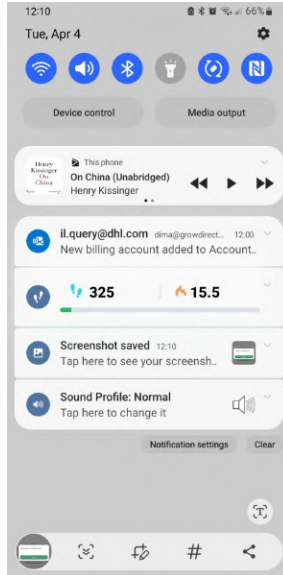 12:10
66%
Tue, Apr 4
Device control
Media output
Henry
Kissinger
On
China
This phone
On China (Unabridged)
Henry Kissinger
il.query@dhl.com dima@growdirect.. 12:00
New billing account added to Account..
325 15.5
Screenshot saved 12:10
Tap here to see your screensh..
Sound Profile: Normal
Tap here to change it
Notification settings Clear
T
#